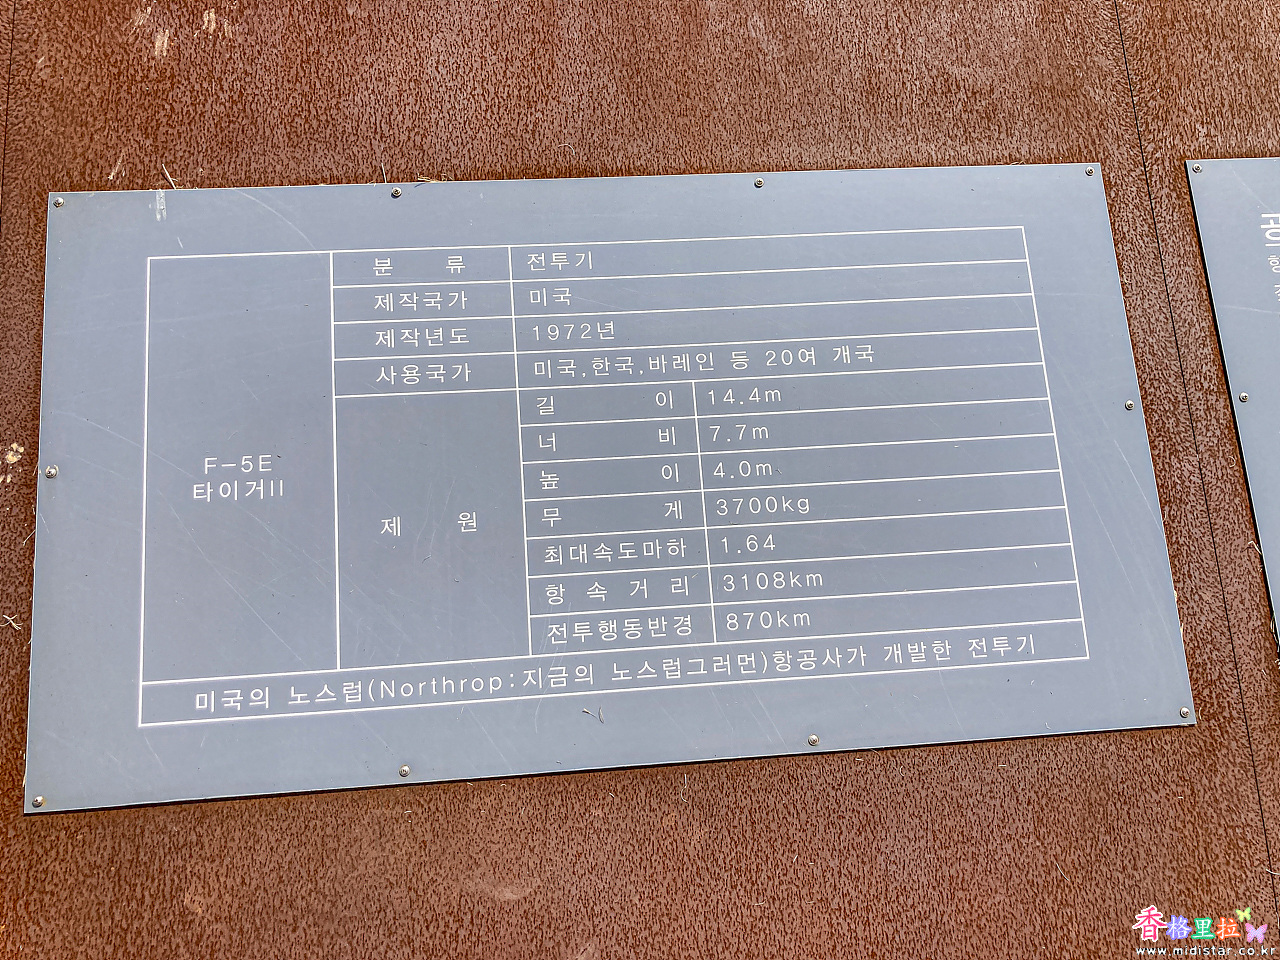 F-5E
타이거II
분 류 전투기
제작국가 미국
제작년도 1972년
사용국가 미국,한국,바레인 등 20여 개국
제 원
길 이 14.4m
너 비 7.7m
높 이 4.0m
무 게 3700kg
최대속도마하 1.64
항 속 거 리 3108km
전투행동반경 870km
미국의 노스럽(Northrop:지금의 노스럽그러먼)항공사가 개발한 전투기
香格里拉
www.midistar.co.kr